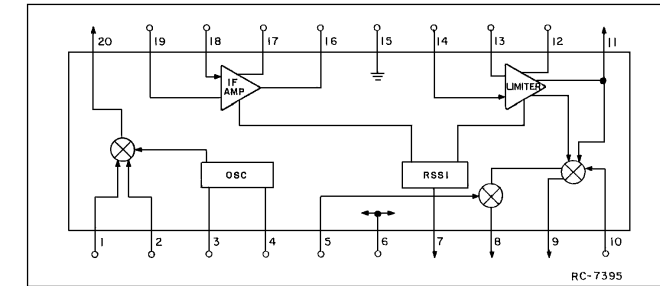 20 19 18 17 16 15 14 13 12 11
IF
AMP
LIMITER
OSC
RSSI
1 2 3 4 5 6 7 8 9 10
RC-7395